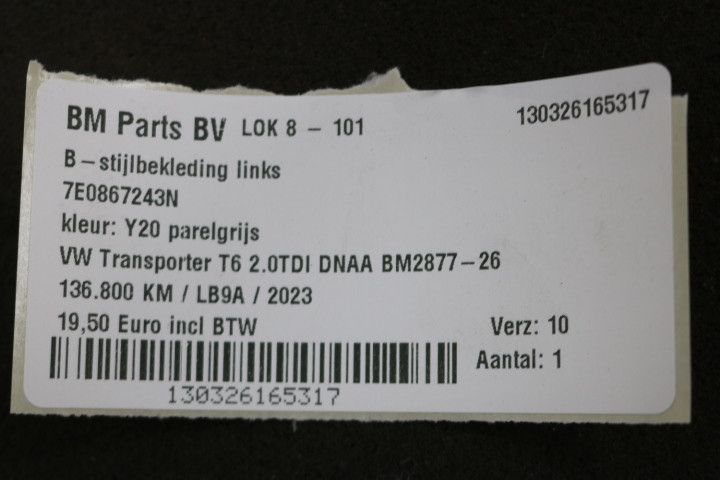 BM Parts BV LOK 8 - 101 130326165317
B-stijlbekleding links
7E0867243N
kleur: Y20 parelgrijs
VW Transporter T6 2.0TDI DNAA BM2877-26
136.800 KM / LB9A / 2023
19,50 Euro incl BTW Verz: 10
Aantal: 1
130326165317